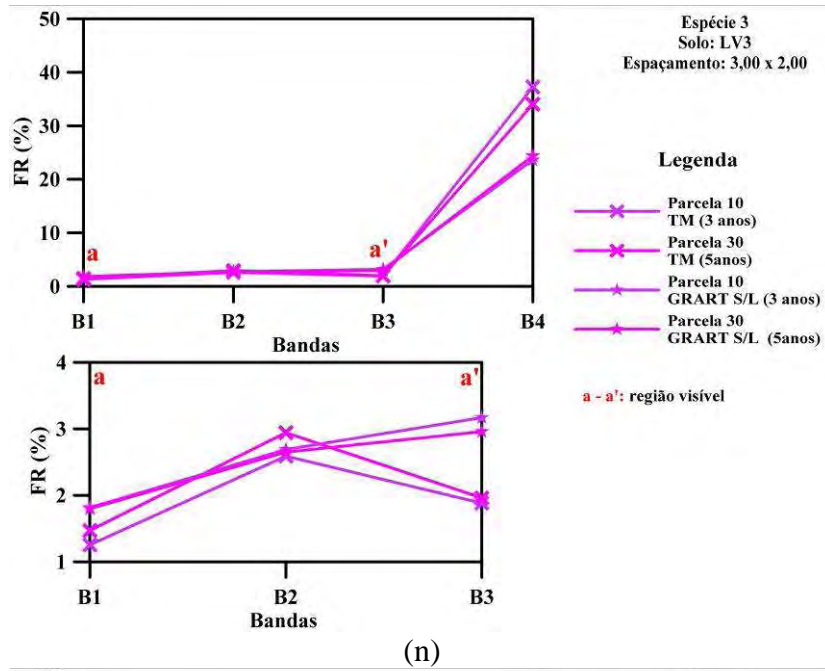 50
40
30
20
10
0
FR (%)
a
a'
B1
B2
B3
B4
Bandas
Espécie 3
Solo: LV3
Espaçamento: 3,00 x 2,00
Legenda
Parcela 10
TM (3 anos)
Parcela 30
TM (5anos)
Parcela 10
GRART S/L (3 anos)
Parcela 30
GRART S/L (5anos)
a - a': região visível
4
3
2
1
FR (%)
a
a'
B1
B2
B3
Bandas
(n)